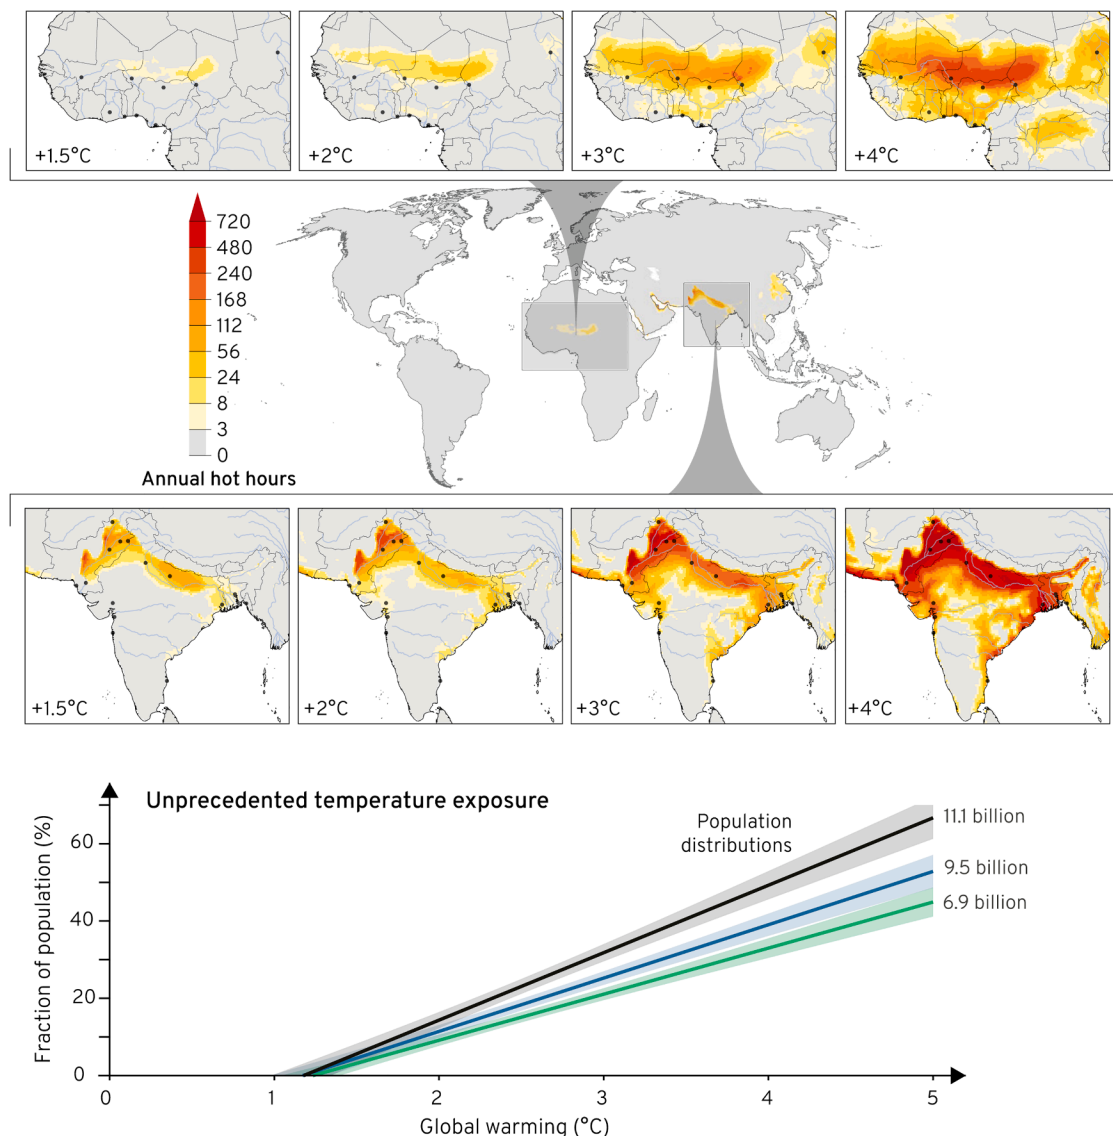 +1.5°C
+2°C
+3°C
+4°C
720
480
240
168
112
56
24
8
3
0
Annual hot hours
+1.5°C
+2°C
+3°C
+4°C
Unprecedented temperature exposure
Population
distributions
11.1 billion
9.5 billion
6.9 billion
Fraction of population (%)
60
40
20
0
0
1
2
3
4
5
Global warming (°C)